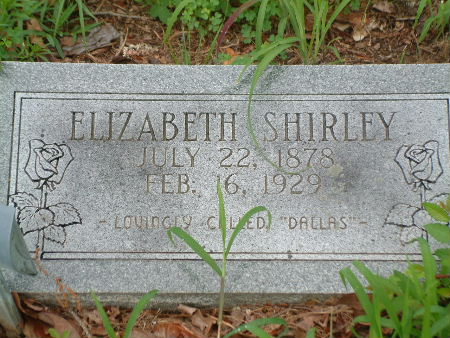 ELIZABETH SHIRLEY
JULY 22, 1878
FEB. 16, 1929
- LOVINGLY CALLED, "DALLAS" -